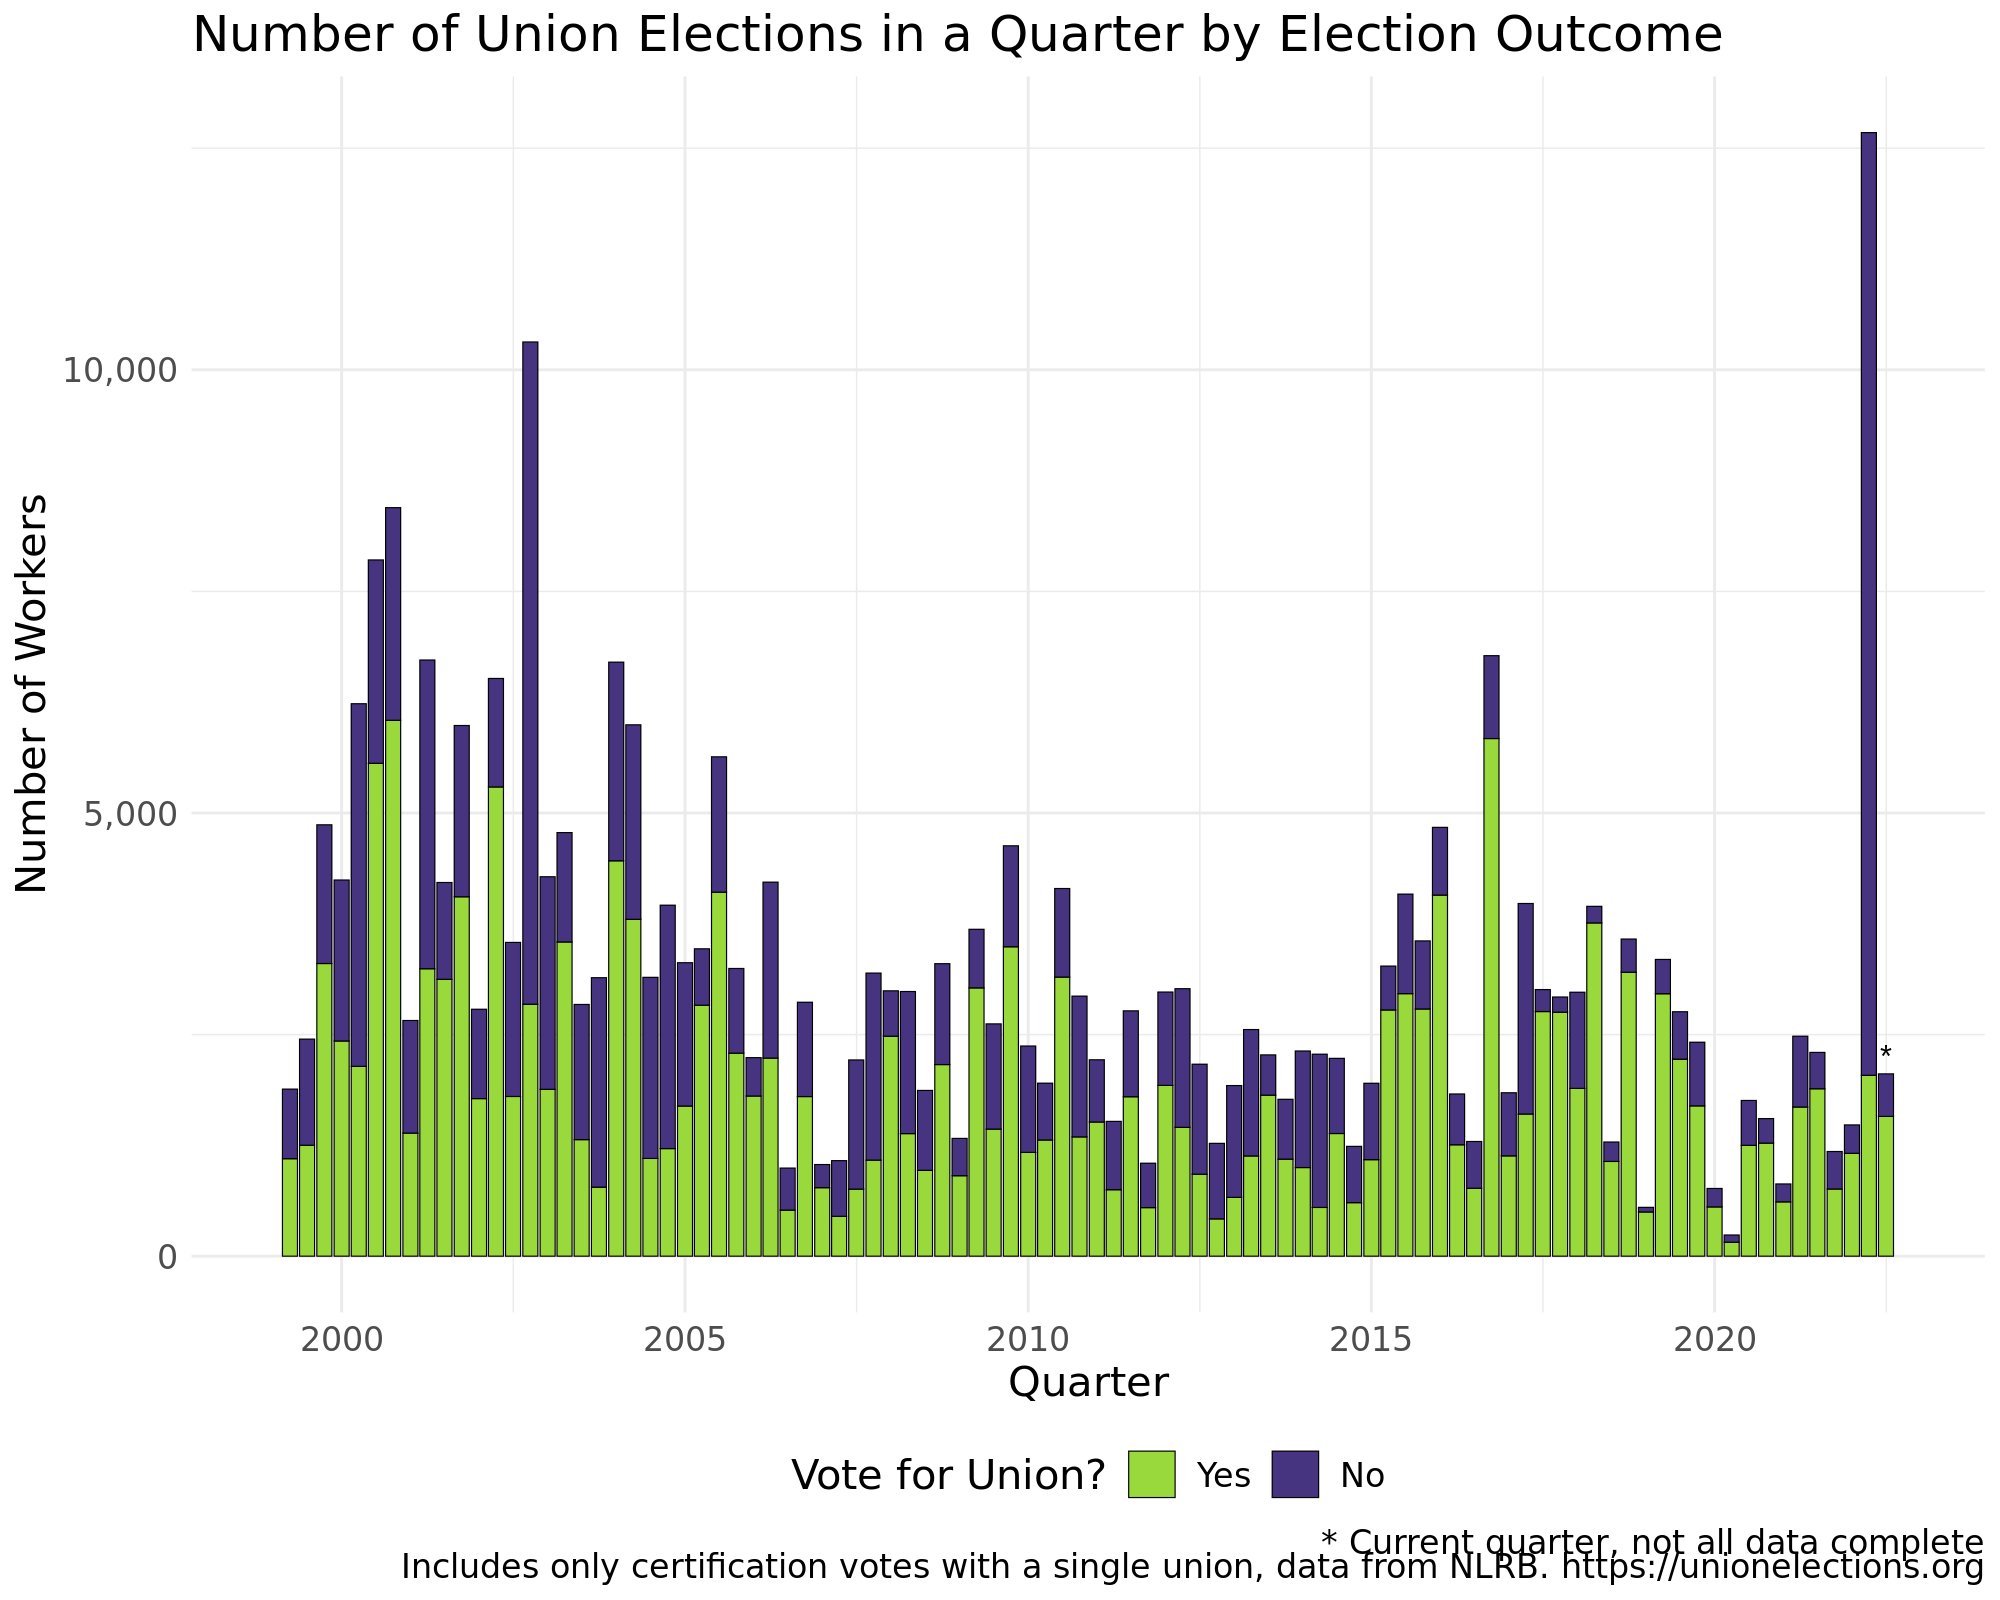 Number of Union Elections in a Quarter by Election Outcome
Number of Workers
10,000
5,000
0
*
2000 2005 2010 2015 2020
Quarter
Vote for Union? Yes No
* Current quarter, not all data complete
Includes only certification votes with a single union, data from NLRB. https://unionelections.org